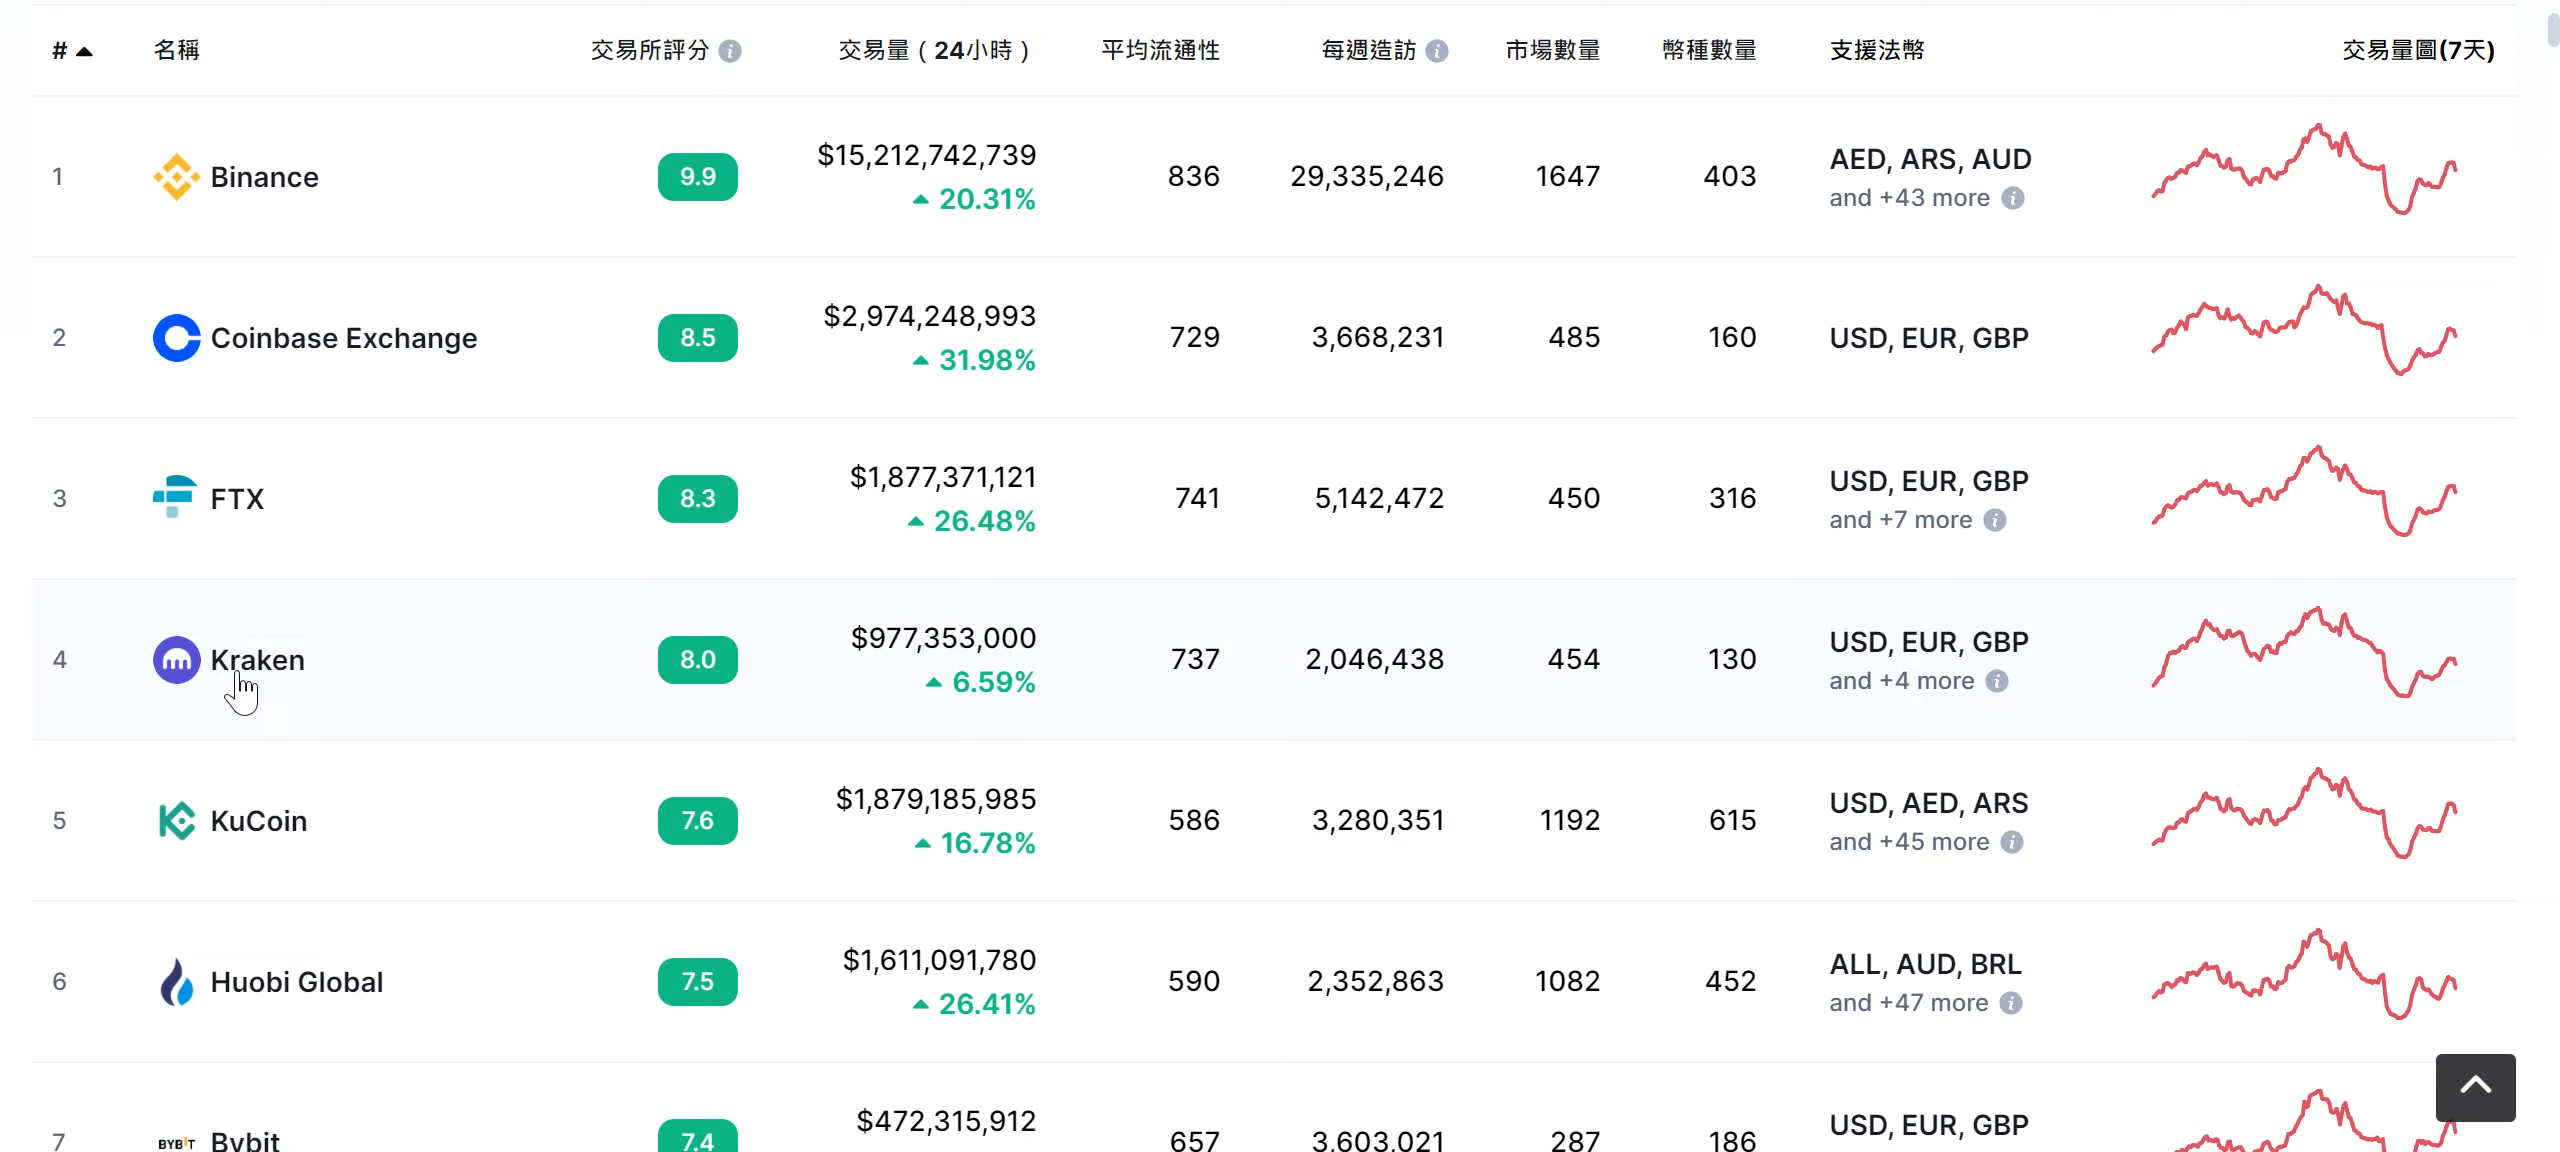 # 名稱 交易所評分 交易量 ( 24小時 ) 平均流通性 每週造訪 市場數量 幣種數量 支援法幣 交易量圖(7天)
1 Binance 9.9 $15,212,742,739 836 29,335,246 1647 403 AED, ARS, AUD
20.31% and +43 more
2 Coinbase Exchange 8.5 $2,974,248,993 729 3,668,231 485 160 USD, EUR, GBP
31.98%
3 FTX 8.3 $1,877,371,121 741 5,142,472 450 316 USD, EUR, GBP
26.48% and +7 more
4 Kraken 8.0 $977,353,000 737 2,046,438 454 130 USD, EUR, GBP
6.59% and +4 more
5 KuCoin 7.6 $1,879,185,985 586 3,280,351 1192 615 USD, AED, ARS
16.78% and +45 more
6 Huobi Global 7.5 $1,611,091,780 590 2,352,863 1082 452 ALL, AUD, BRL
26.41% and +47 more
7 BYBIT Bybit 7.4 $472,315,912 657 3,603,021 287 186 USD, EUR, GBP